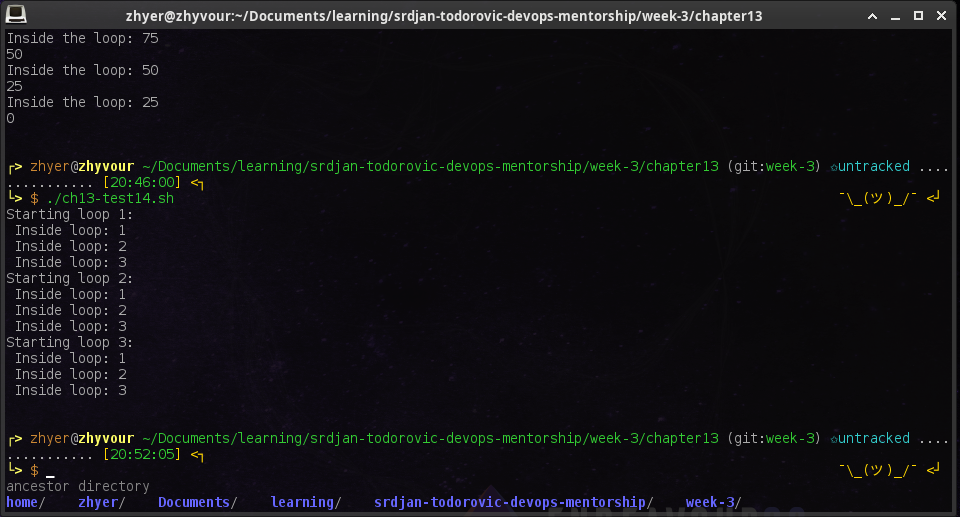 zhyer@zhyvour:~/Documents/learning/srdjan-todorovic-devops-mentorship/week-3/chapter13
Inside the loop: 75
50
Inside the loop: 50
25
Inside the loop: 25
0
┌> zhyer@zhyvour ~/Documents/learning/srdjan-todorovic-devops-mentorship/week-3/chapter13 (git:week-3) ✩untracked ....
........... [20:46:00] <┐
└> $ ./ch13-test14.sh ¯\_(ツ)_/¯ <┘
Starting loop 1:
 Inside loop: 1
 Inside loop: 2
 Inside loop: 3
Starting loop 2:
 Inside loop: 1
 Inside loop: 2
 Inside loop: 3
Starting loop 3:
 Inside loop: 1
 Inside loop: 2
 Inside loop: 3
┌> zhyer@zhyvour ~/Documents/learning/srdjan-todorovic-devops-mentorship/week-3/chapter13 (git:week-3) ✩untracked ....
........... [20:52:05] <┐
└> $ _ ¯\_(ツ)_/¯ <┘
ancestor directory
home/ zhyer/ Documents/ learning/ srdjan-todorovic-devops-mentorship/ week-3/